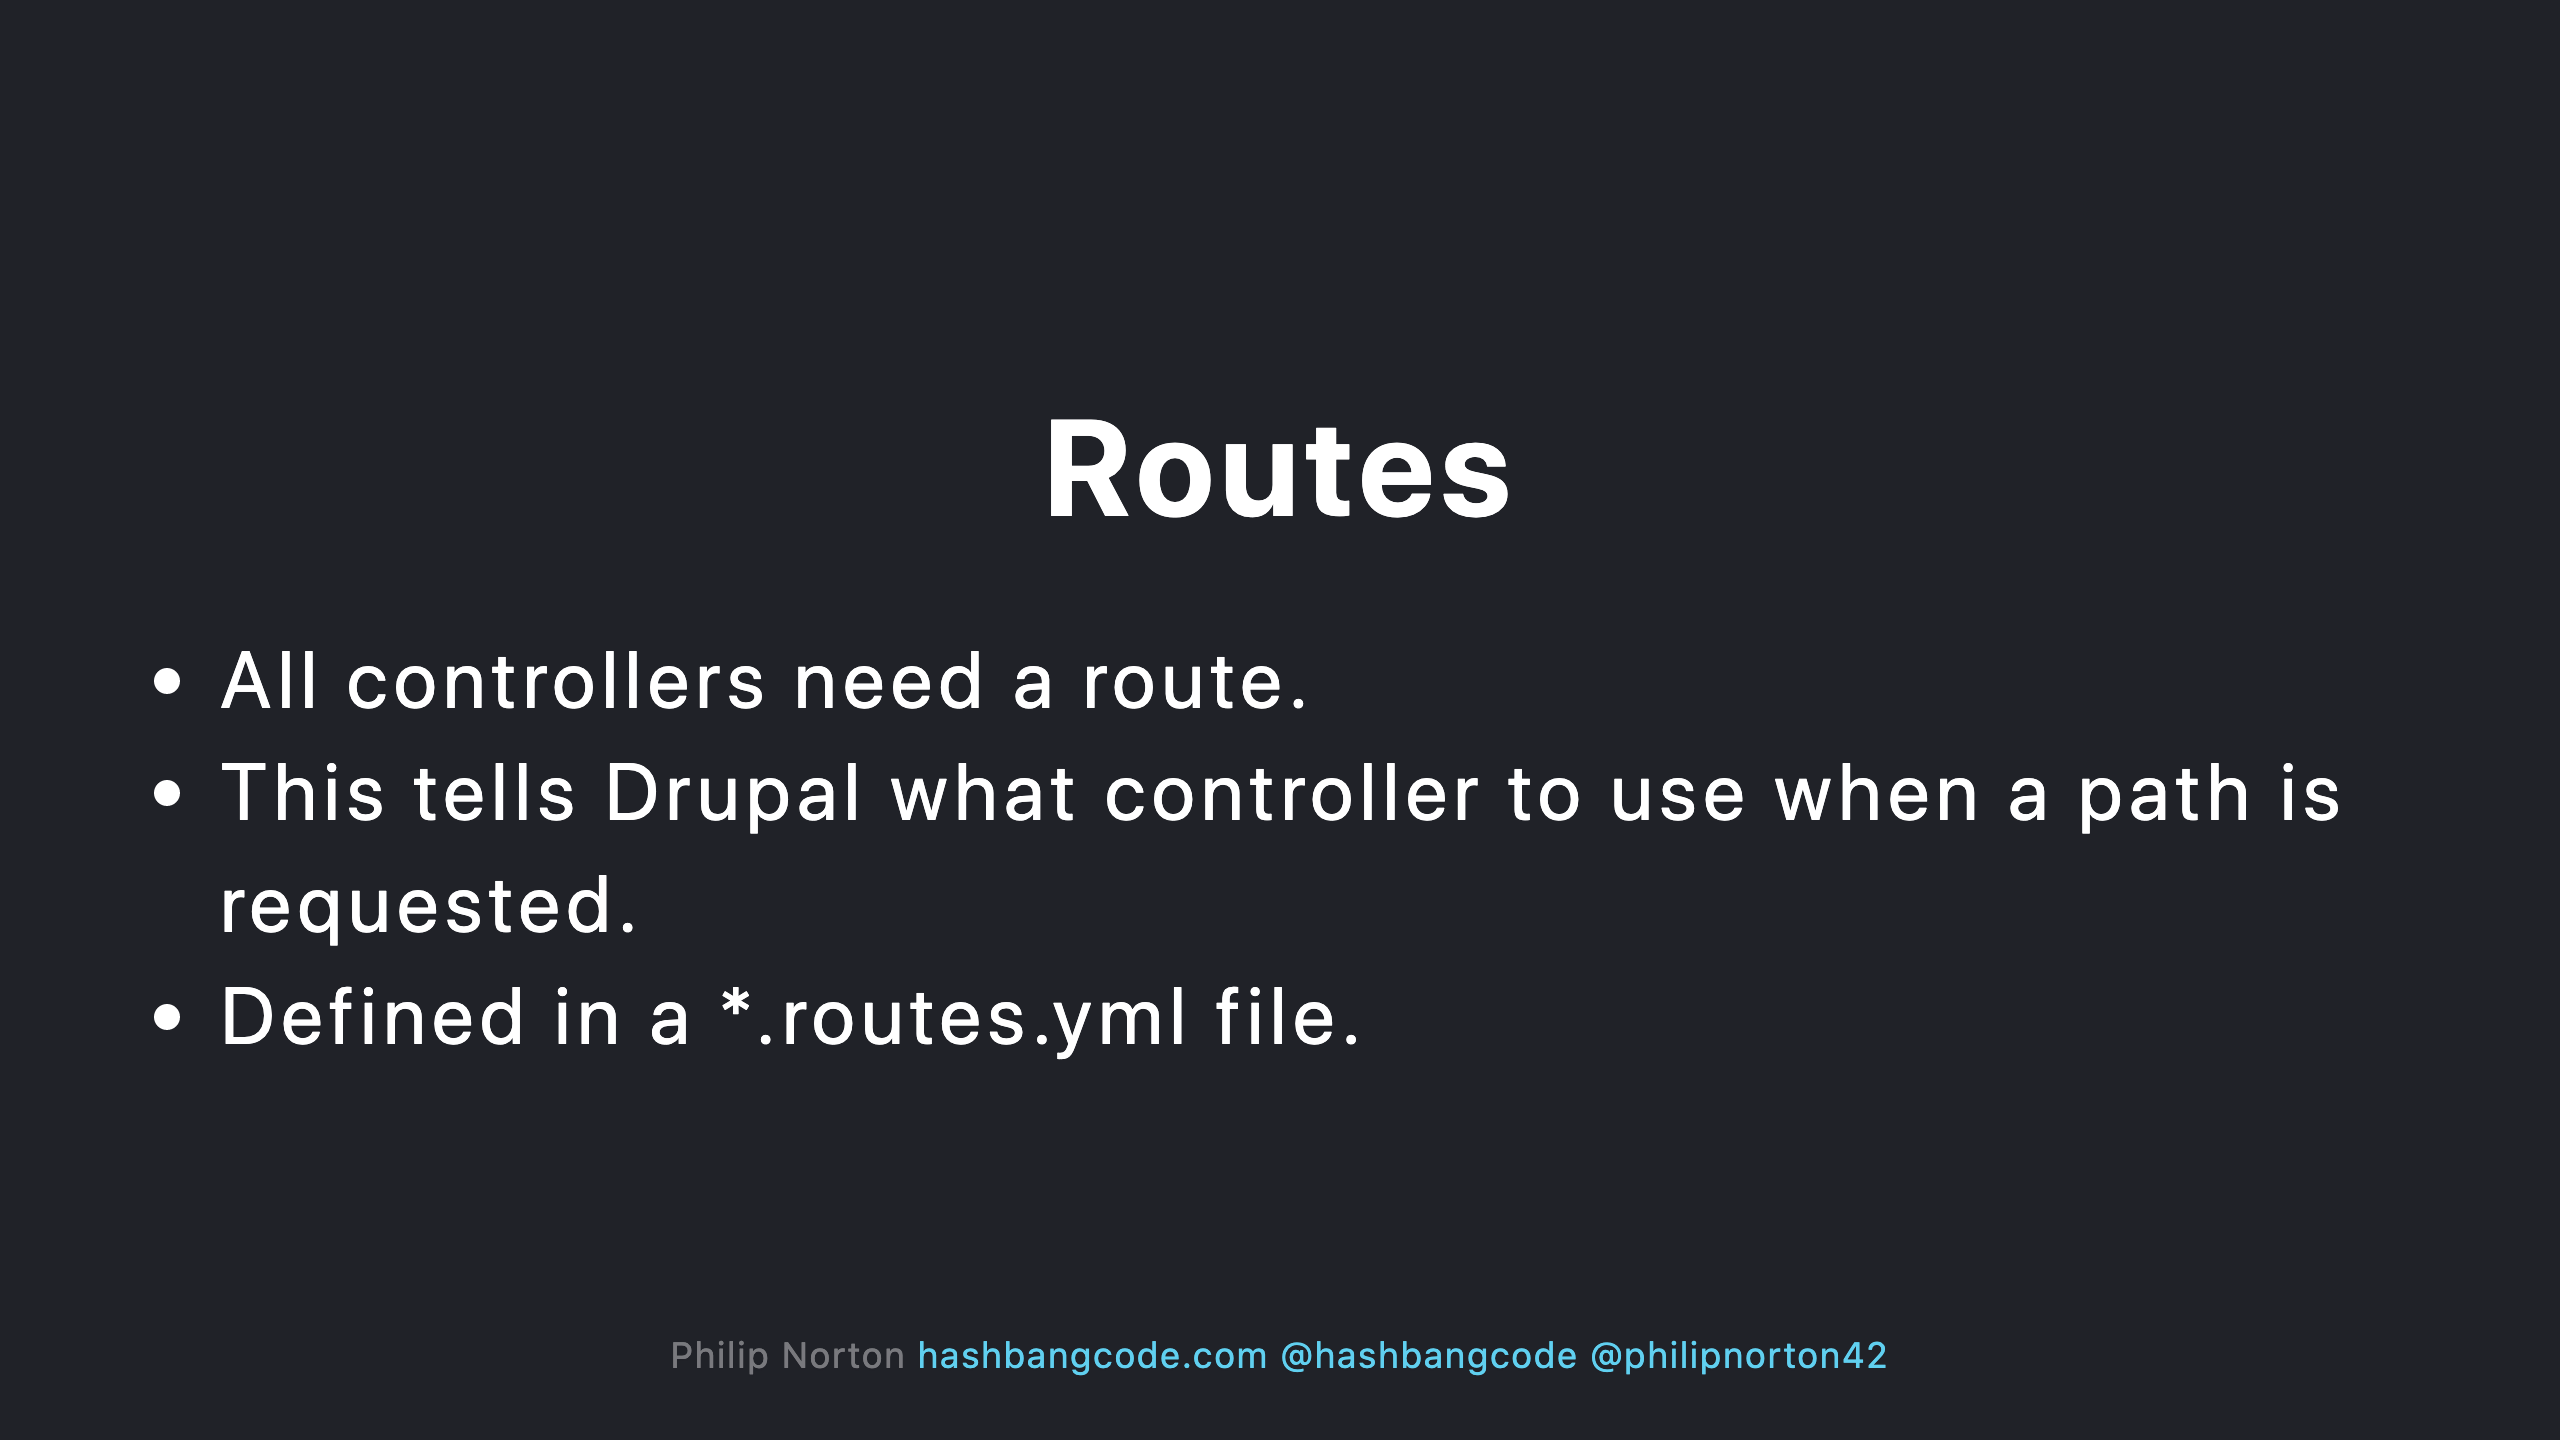 Routes
• All controllers need a route.
• This tells Drupal what controller to use when a path is
requested.
• Defined in a *.routes.yml file.
Philip Norton hashbangcode.com @hashbangcode @philipnorton42